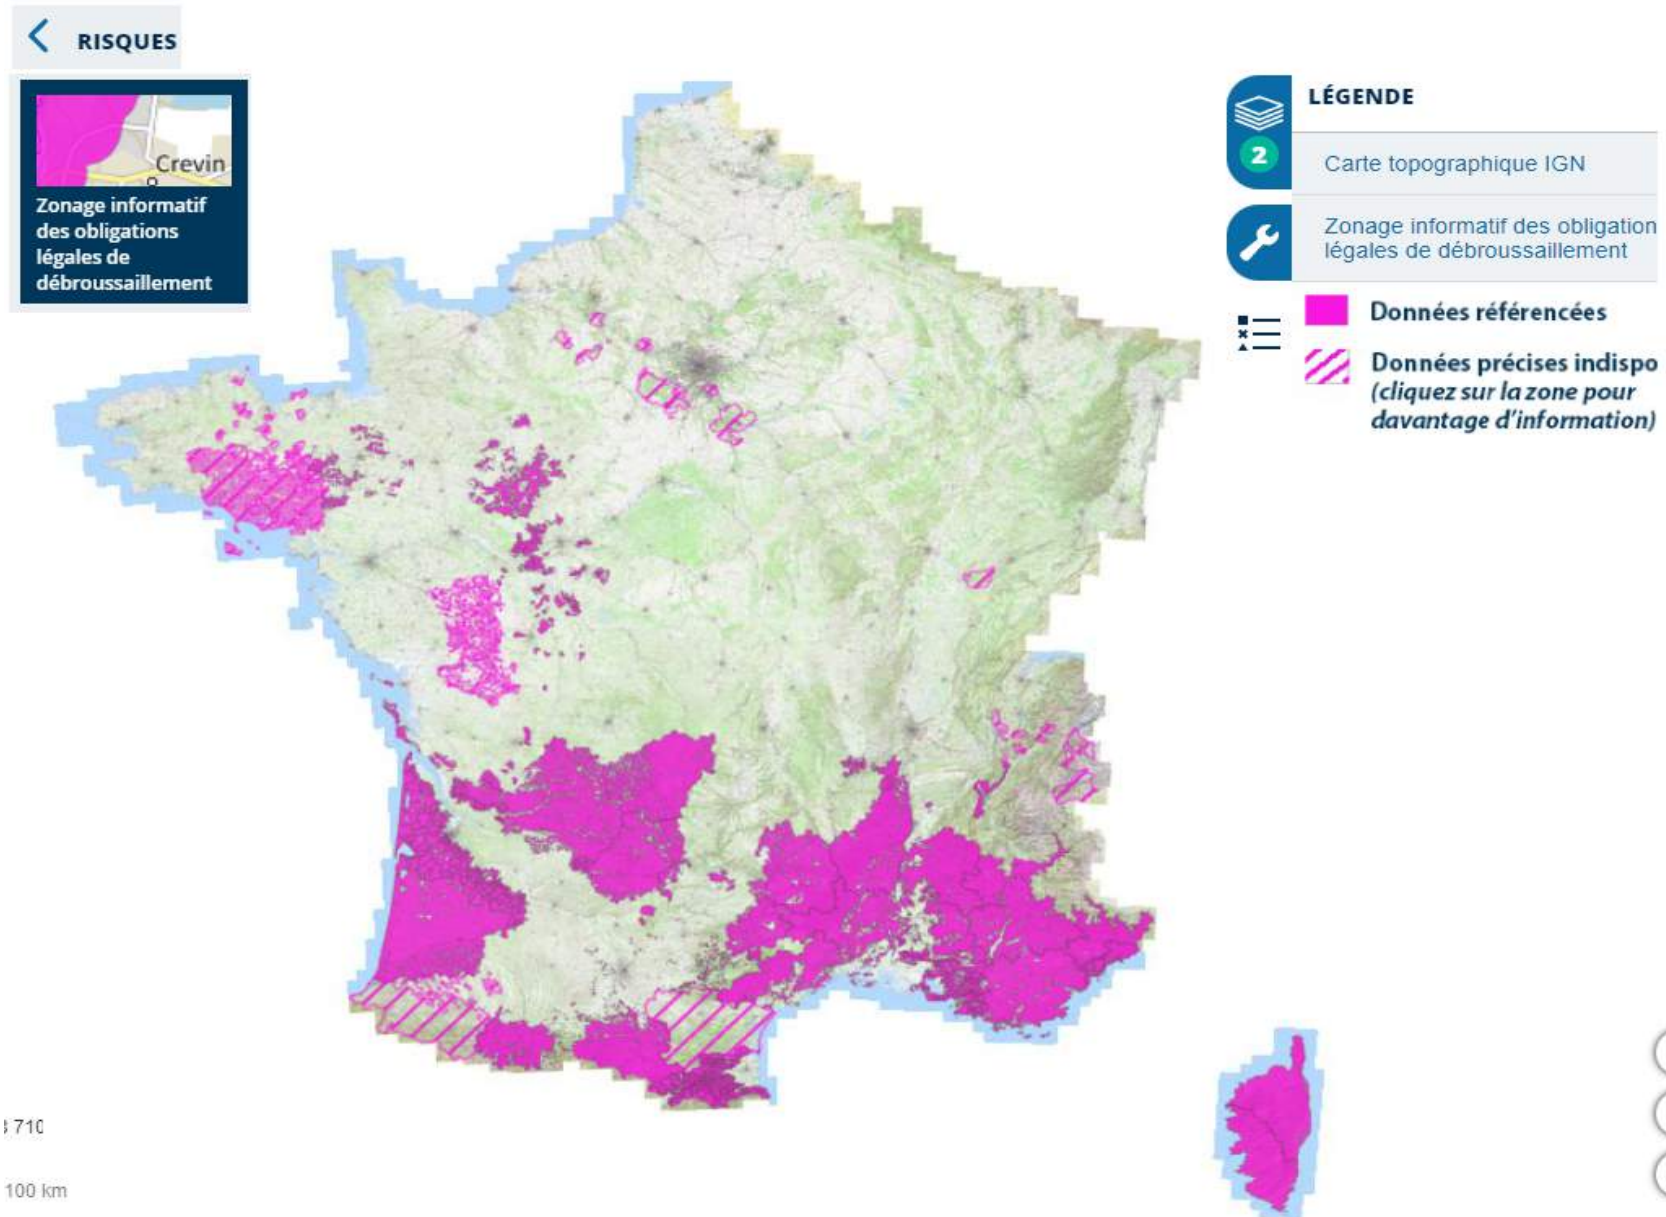 RISQUES
Crevin
Zonage informatif
des obligations
légales de
débroussaillement
LÉGENDE
2
Carte topographique IGN
Zonage informatif des obligation
légales de débroussaillement
Données référencées
Données précises indispo
(cliquez sur la zone pour
davantage d'information)
710
100 km